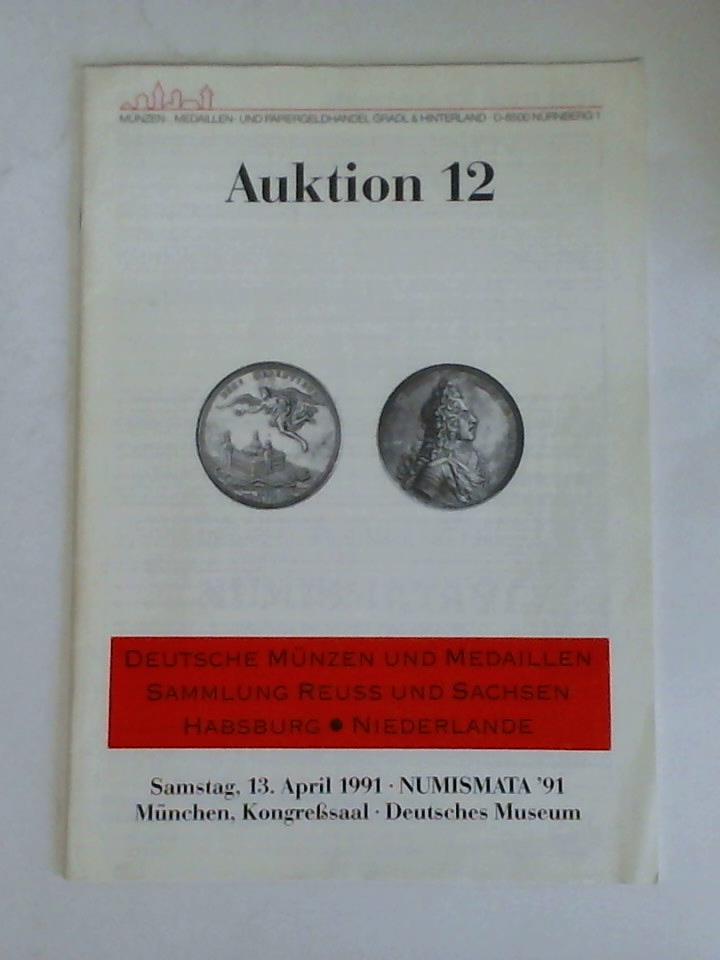 MÜNZEN- MEDAILLEN- UND PAPIERGELDHANDEL GRADL & HINTERLAND · D-8500 NÜRNBERG 1
Auktion 12
DEUTSCHE MÜNZEN UND MEDAILLEN
SAMMLUNG REUSS UND SACHSEN
HABSBURG ● NIEDERLANDE
Samstag, 13. April 1991 · NUMISMATA '91
München, Kongreßsaal · Deutsches Museum